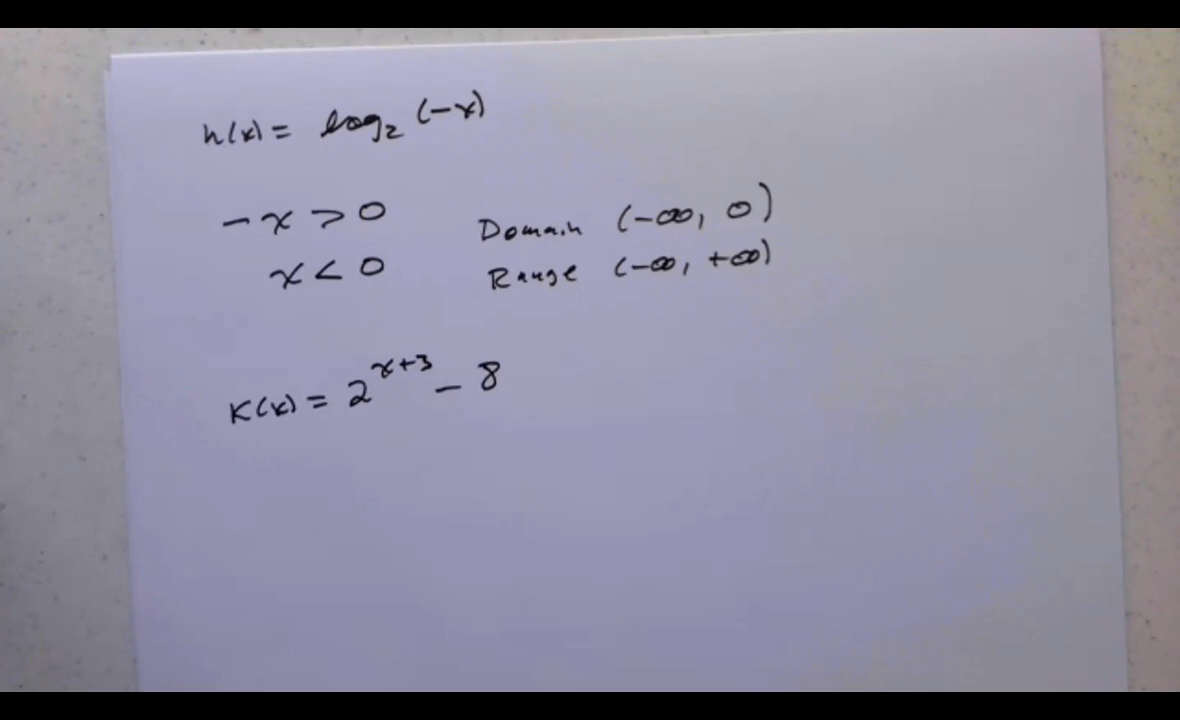 h(x) = log₂ (-x)
-x > 0
x < 0
Domain (-∞, 0)
Range (-∞, +∞)
K(x) = 2^(x+3) - 8